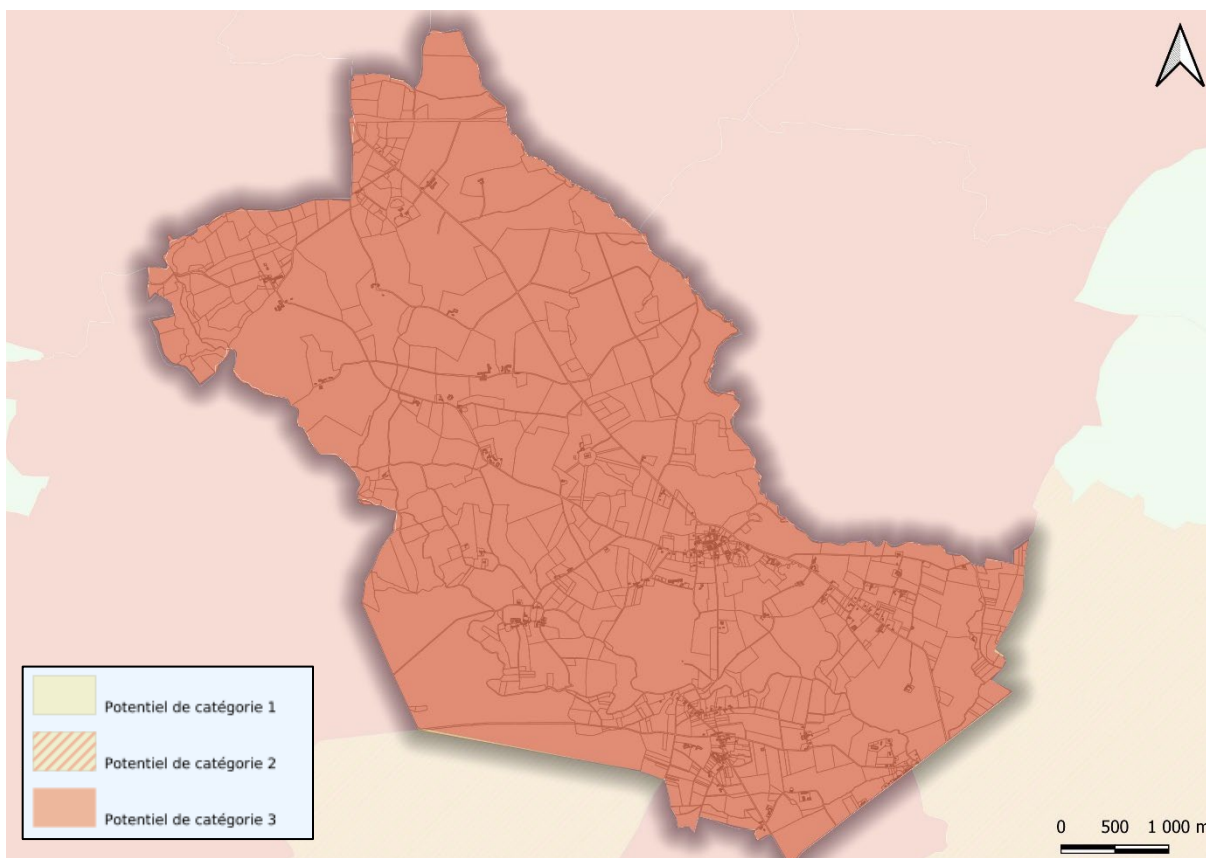 Potentiel de catégorie 1
Potentiel de catégorie 2
Potentiel de catégorie 3
0 500 1 000 m